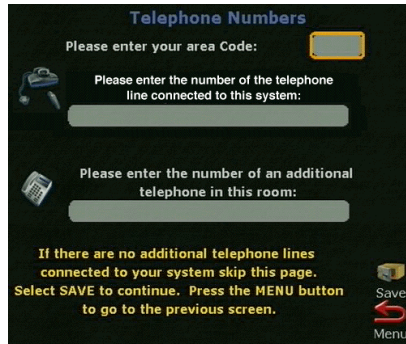 Telephone Numbers
Please enter your area Code:
Please enter the number of the telephone
line connected to this system:
Please enter the number of an additional
telephone in this room:
If there are no additional telephone lines
connected to your system skip this page.
Select SAVE to continue. Press the MENU button
to go to the previous screen.
Save
Menu